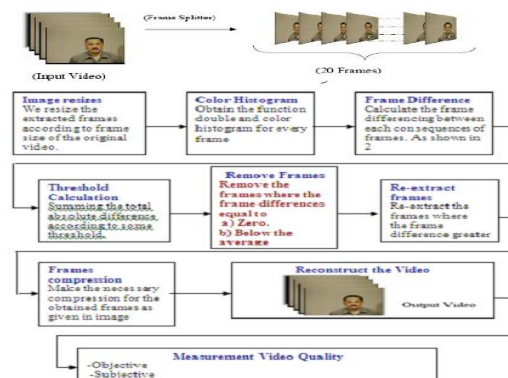 (Frame Splitter)
(Input Video)
(20 Frames)
Image resizes
We resize the
extracted frames
according to frame
size of the original
video.
Color Histogram
Obtain the function
double and color
histogram for every
frame
Frame Difference
Calculate the frame
differencing between
each con sequences of
frames. As shown in
2
Threshold
Calculation
Summing the total
absolute difference
according to some
threshold.
Remove Frames
Remove the
frames where the
frame-differences
equal to
a) Zero.
b) Below the
average
Re-extract
frames
Re-extract the
frames where
the frame
difference greater
Frames
compression
Make the necessary
compression for the
obtained frames as
given in image
Reconstruct the Video
Output Video
Measurement Video Quality
-Objective
-Subjective